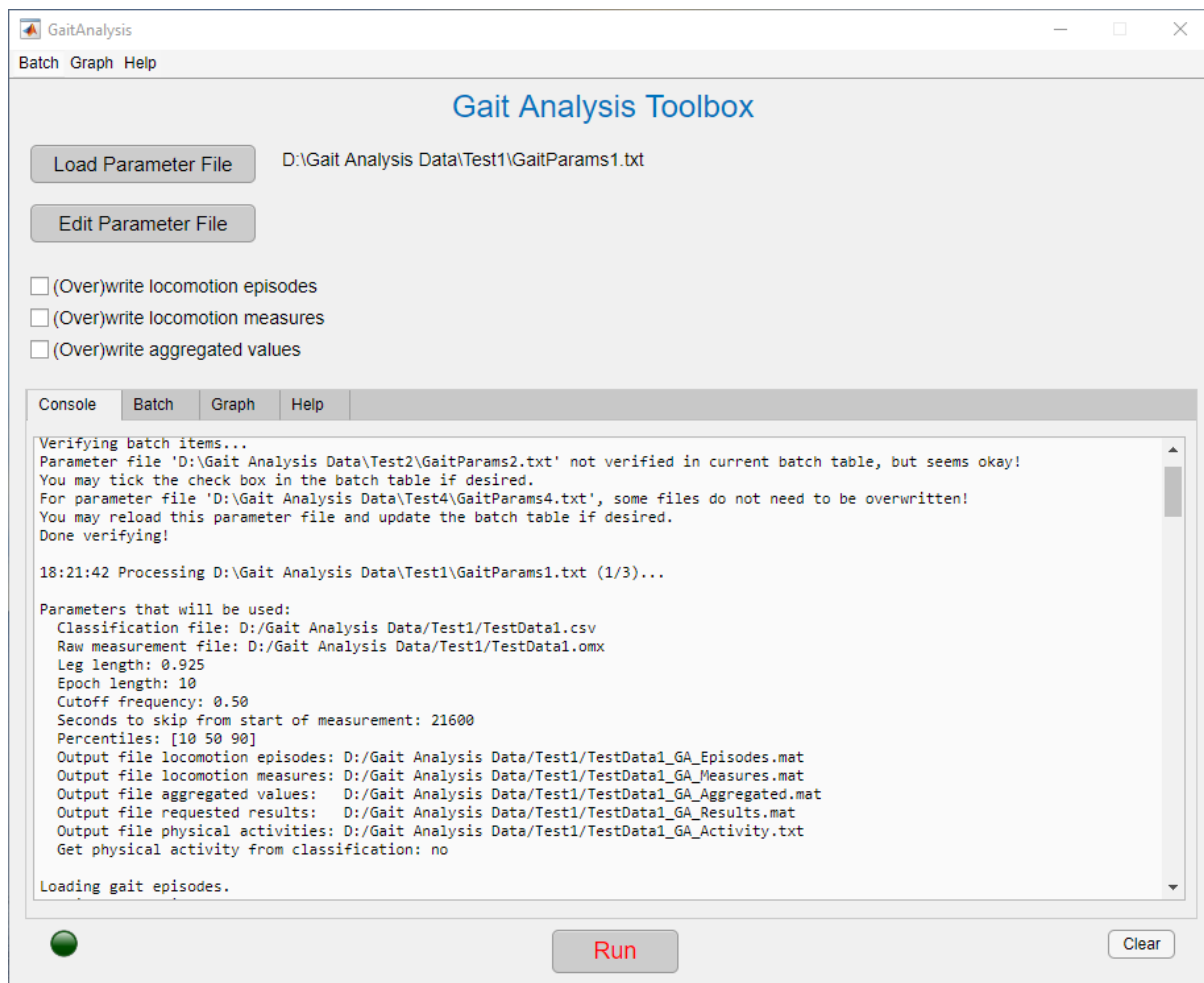 GaitAnalysis
Batch Graph Help
Gait Analysis Toolbox
Load Parameter File
D:\Gait Analysis Data\Test1\GaitParams1.txt
Edit Parameter File
(Over)write locomotion episodes
(Over)write locomotion measures
(Over)write aggregated values
Console Batch Graph Help
Verifying batch items...
Parameter file 'D:\Gait Analysis Data\Test2\GaitParams2.txt' not verified in current batch table, but seems okay!
You may tick the check box in the batch table if desired.
For parameter file 'D:\Gait Analysis Data\Test4\GaitParams4.txt', some files do not need to be overwritten!
You may reload this parameter file and update the batch table if desired.
Done verifying!
18:21:42 Processing D:\Gait Analysis Data\Test1\GaitParams1.txt (1/3)...
Parameters that will be used:
Classification file: D:/Gait Analysis Data/Test1/TestData1.csv
Raw measurement file: D:/Gait Analysis Data/Test1/TestData1.omx
Leg length: 0.925
Epoch length: 10
Cutoff frequency: 0.50
Seconds to skip from start of measurement: 21600
Percentiles: [10 50 90]
Output file locomotion episodes: D:/Gait Analysis Data/Test1/TestData1_GA_Episodes.mat
Output file locomotion measures: D:/Gait Analysis Data/Test1/TestData1_GA_Measures.mat
Output file aggregated values: D:/Gait Analysis Data/Test1/TestData1_GA_Aggregated.mat
Output file requested results: D:/Gait Analysis Data/Test1/TestData1_GA_Results.mat
Output file physical activities: D:/Gait Analysis Data/Test1/TestData1_GA_Activity.txt
Get physical activity from classification: no
Loading gait episodes.
Run
Clear